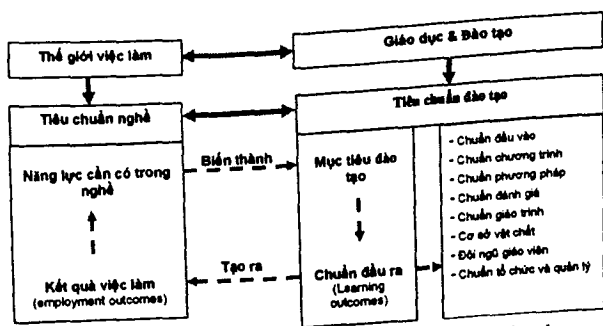 Thế giới việc làm
Giáo dục & Đào tạo
Tiêu chuẩn nghề
Tiêu chuẩn đào tạo
Năng lực cần có trong
nghề
Biến thành
Mục tiêu đào
tạo
- Chuẩn đầu vào
- Chuẩn chương trình
- Chuẩn phương pháp
- Chuẩn đánh giá
- Chuẩn giáo trình
- Cơ sở vật chất
- Đội ngũ giáo viên
- Chuẩn tổ chức và quản lý
Kết quả việc làm
(employment outcomes)
Tạo ra
Chuẩn đầu ra
(Learning
outcomes)